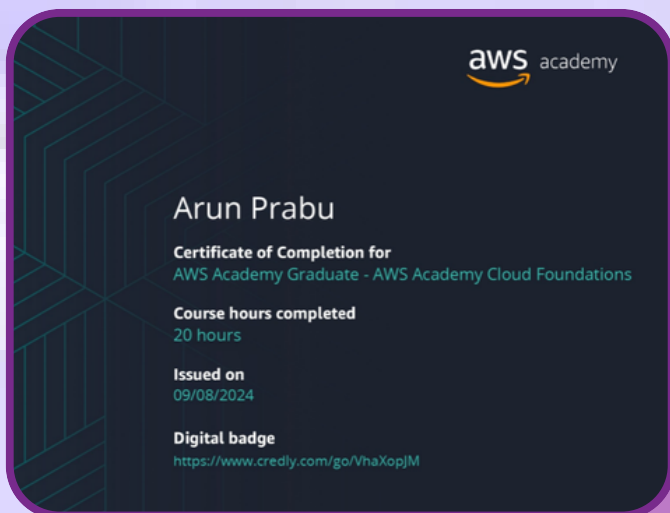 aws academy
Arun Prabu
Certificate of Completion for
AWS Academy Graduate - AWS Academy Cloud Foundations
Course hours completed
20 hours
Issued on
09/08/2024
Digital badge
https://www.credly.com/go/VhaXopJM